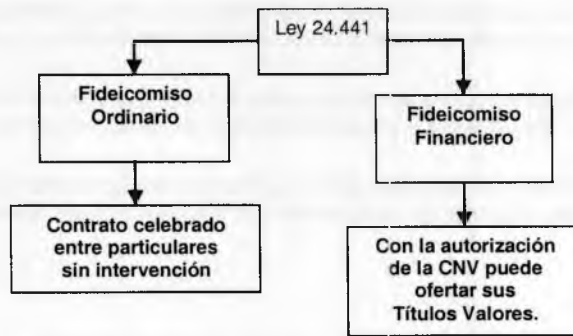 Ley 24.441
Fideicomiso
Ordinario
Fideicomiso
Financiero
Contrato celebrado
entre particulares
sin intervención
Con la autorización
de la CNV puede
ofertar sus
Títulos Valores.